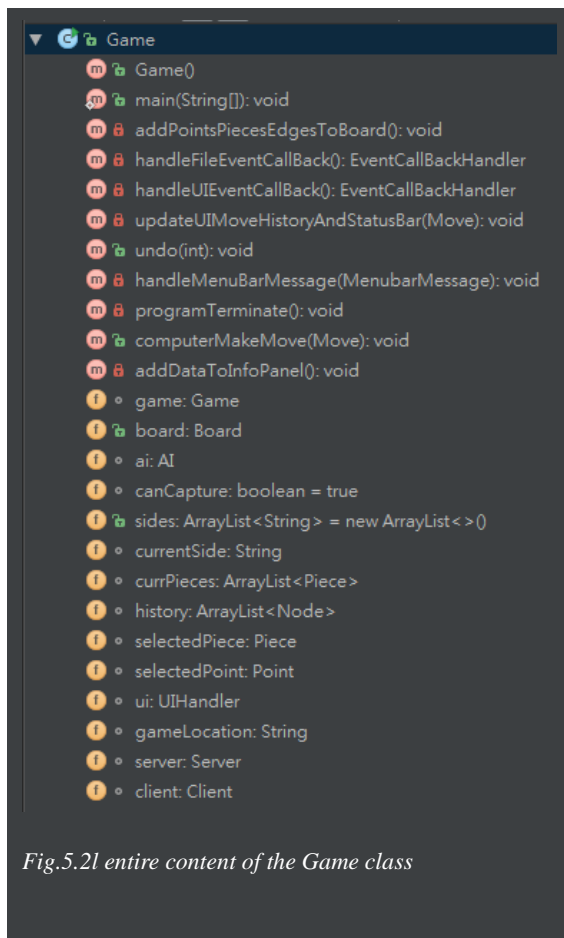 Game
Game()
main(String[]): void
addPointsPiecesEdgesToBoard(): void
handleFileEventCallBack(): EventCallBackHandler
handleUIEventCallBack(): EventCallBackHandler
updateUIMoveHistoryAndStatusBar(Move): void
undo(int): void
handleMenuBarMessage(MenubarMessage): void
programTerminate(): void
computerMakeMove(Move): void
addDataToInfoPanel(): void
game: Game
board: Board
ai: AI
canCapture: boolean = true
sides: ArrayList<String> = new ArrayList<>()
currentSide: String
currPieces: ArrayList<Piece>
history: ArrayList<Node>
selectedPiece: Piece
selectedPoint: Point
ui: UIHandler
gameLocation: String
server: Server
client: Client
Fig.5.2l entire content of the Game class